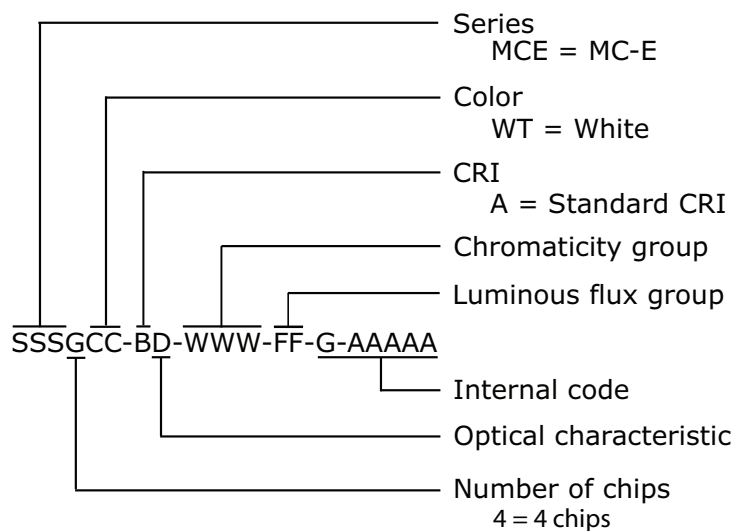 Series
MCE = MC-E
Color
WT = White
CRI
A = Standard CRI
Chromaticity group
Luminous flux group
SSSGCC-BD-WWW-FF-G-AAAAA
Internal code
Optical characteristic
Number of chips
4 = 4 chips